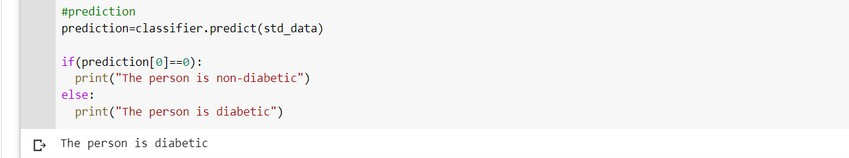 #prediction
prediction=classifier.predict(std_data)
if(prediction[0]==0):
print("The person is non-diabetic")
else:
print("The person is diabetic")
The person is diabetic